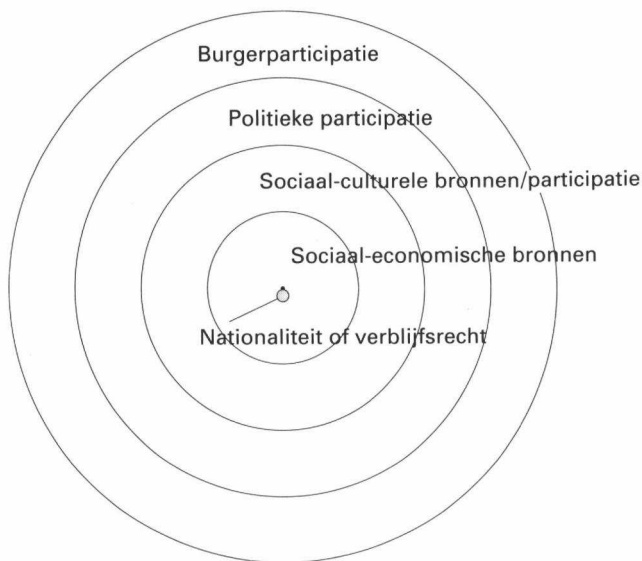 Burgerparticipatie
Politieke participatie
Sociaal-culturele bronnen/participatie
Sociaal-economische bronnen
Nationaliteit of verblijfsrecht